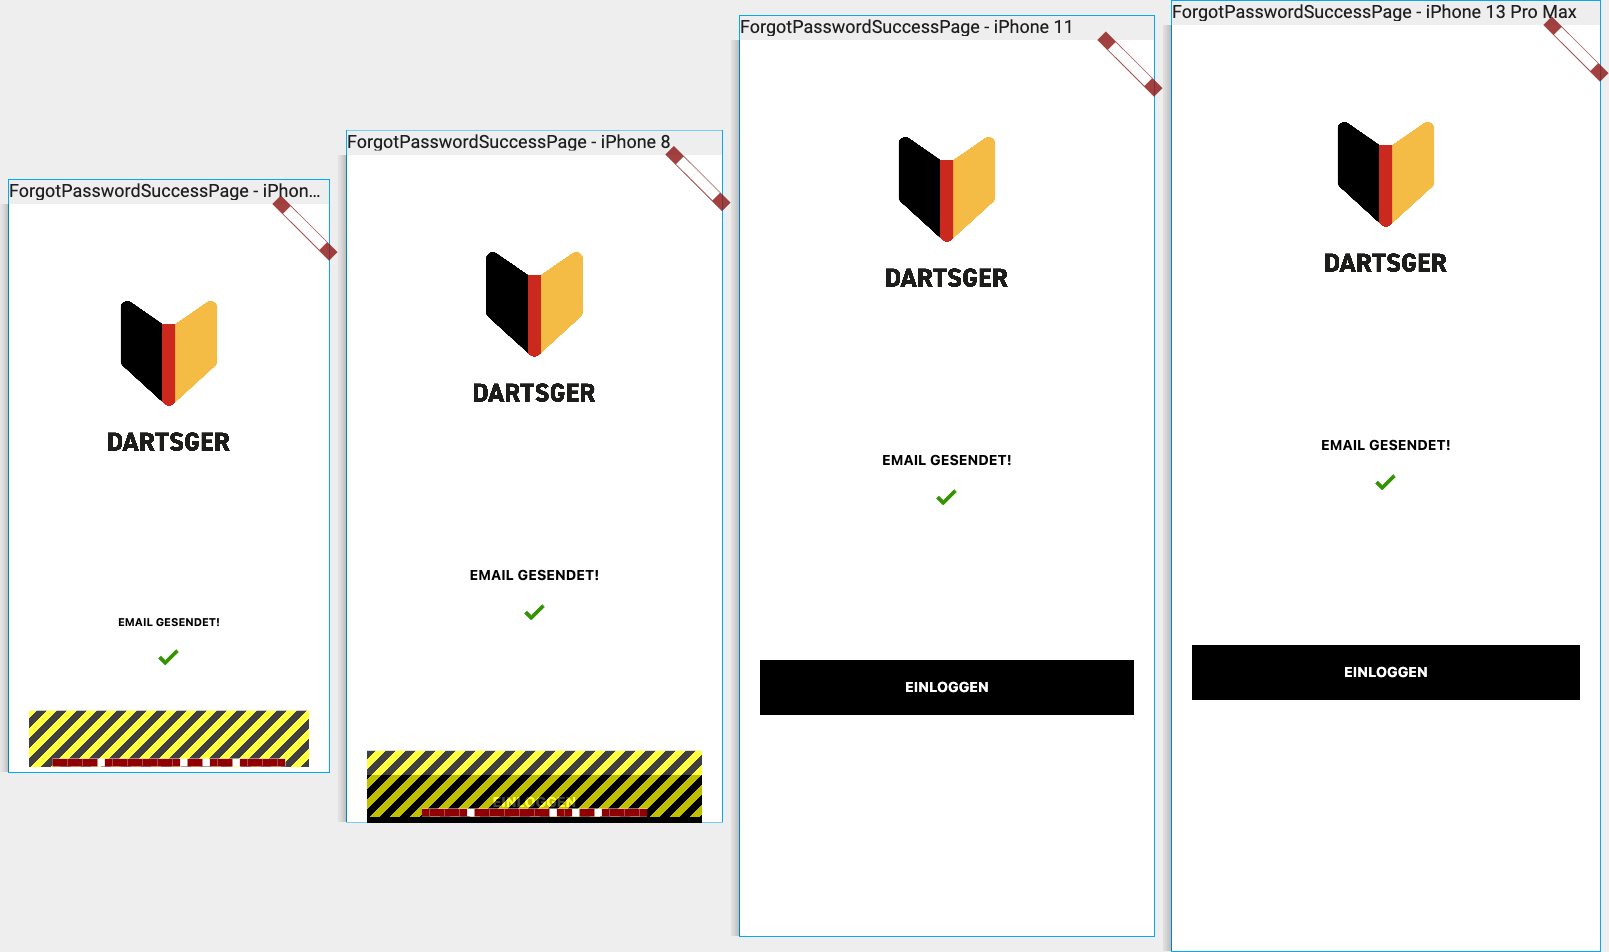 ForgotPasswordSuccessPage - iPhon...
DARTSGER
EMAIL GESENDET!
ForgotPasswordSuccessPage - iPhone 8
DARTSGER
EMAIL GESENDET!
EINLOGGEN
ForgotPasswordSuccessPage - iPhone 11
DARTSGER
EMAIL GESENDET!
EINLOGGEN
ForgotPasswordSuccessPage - iPhone 13 Pro Max
DARTSGER
EMAIL GESENDET!
EINLOGGEN